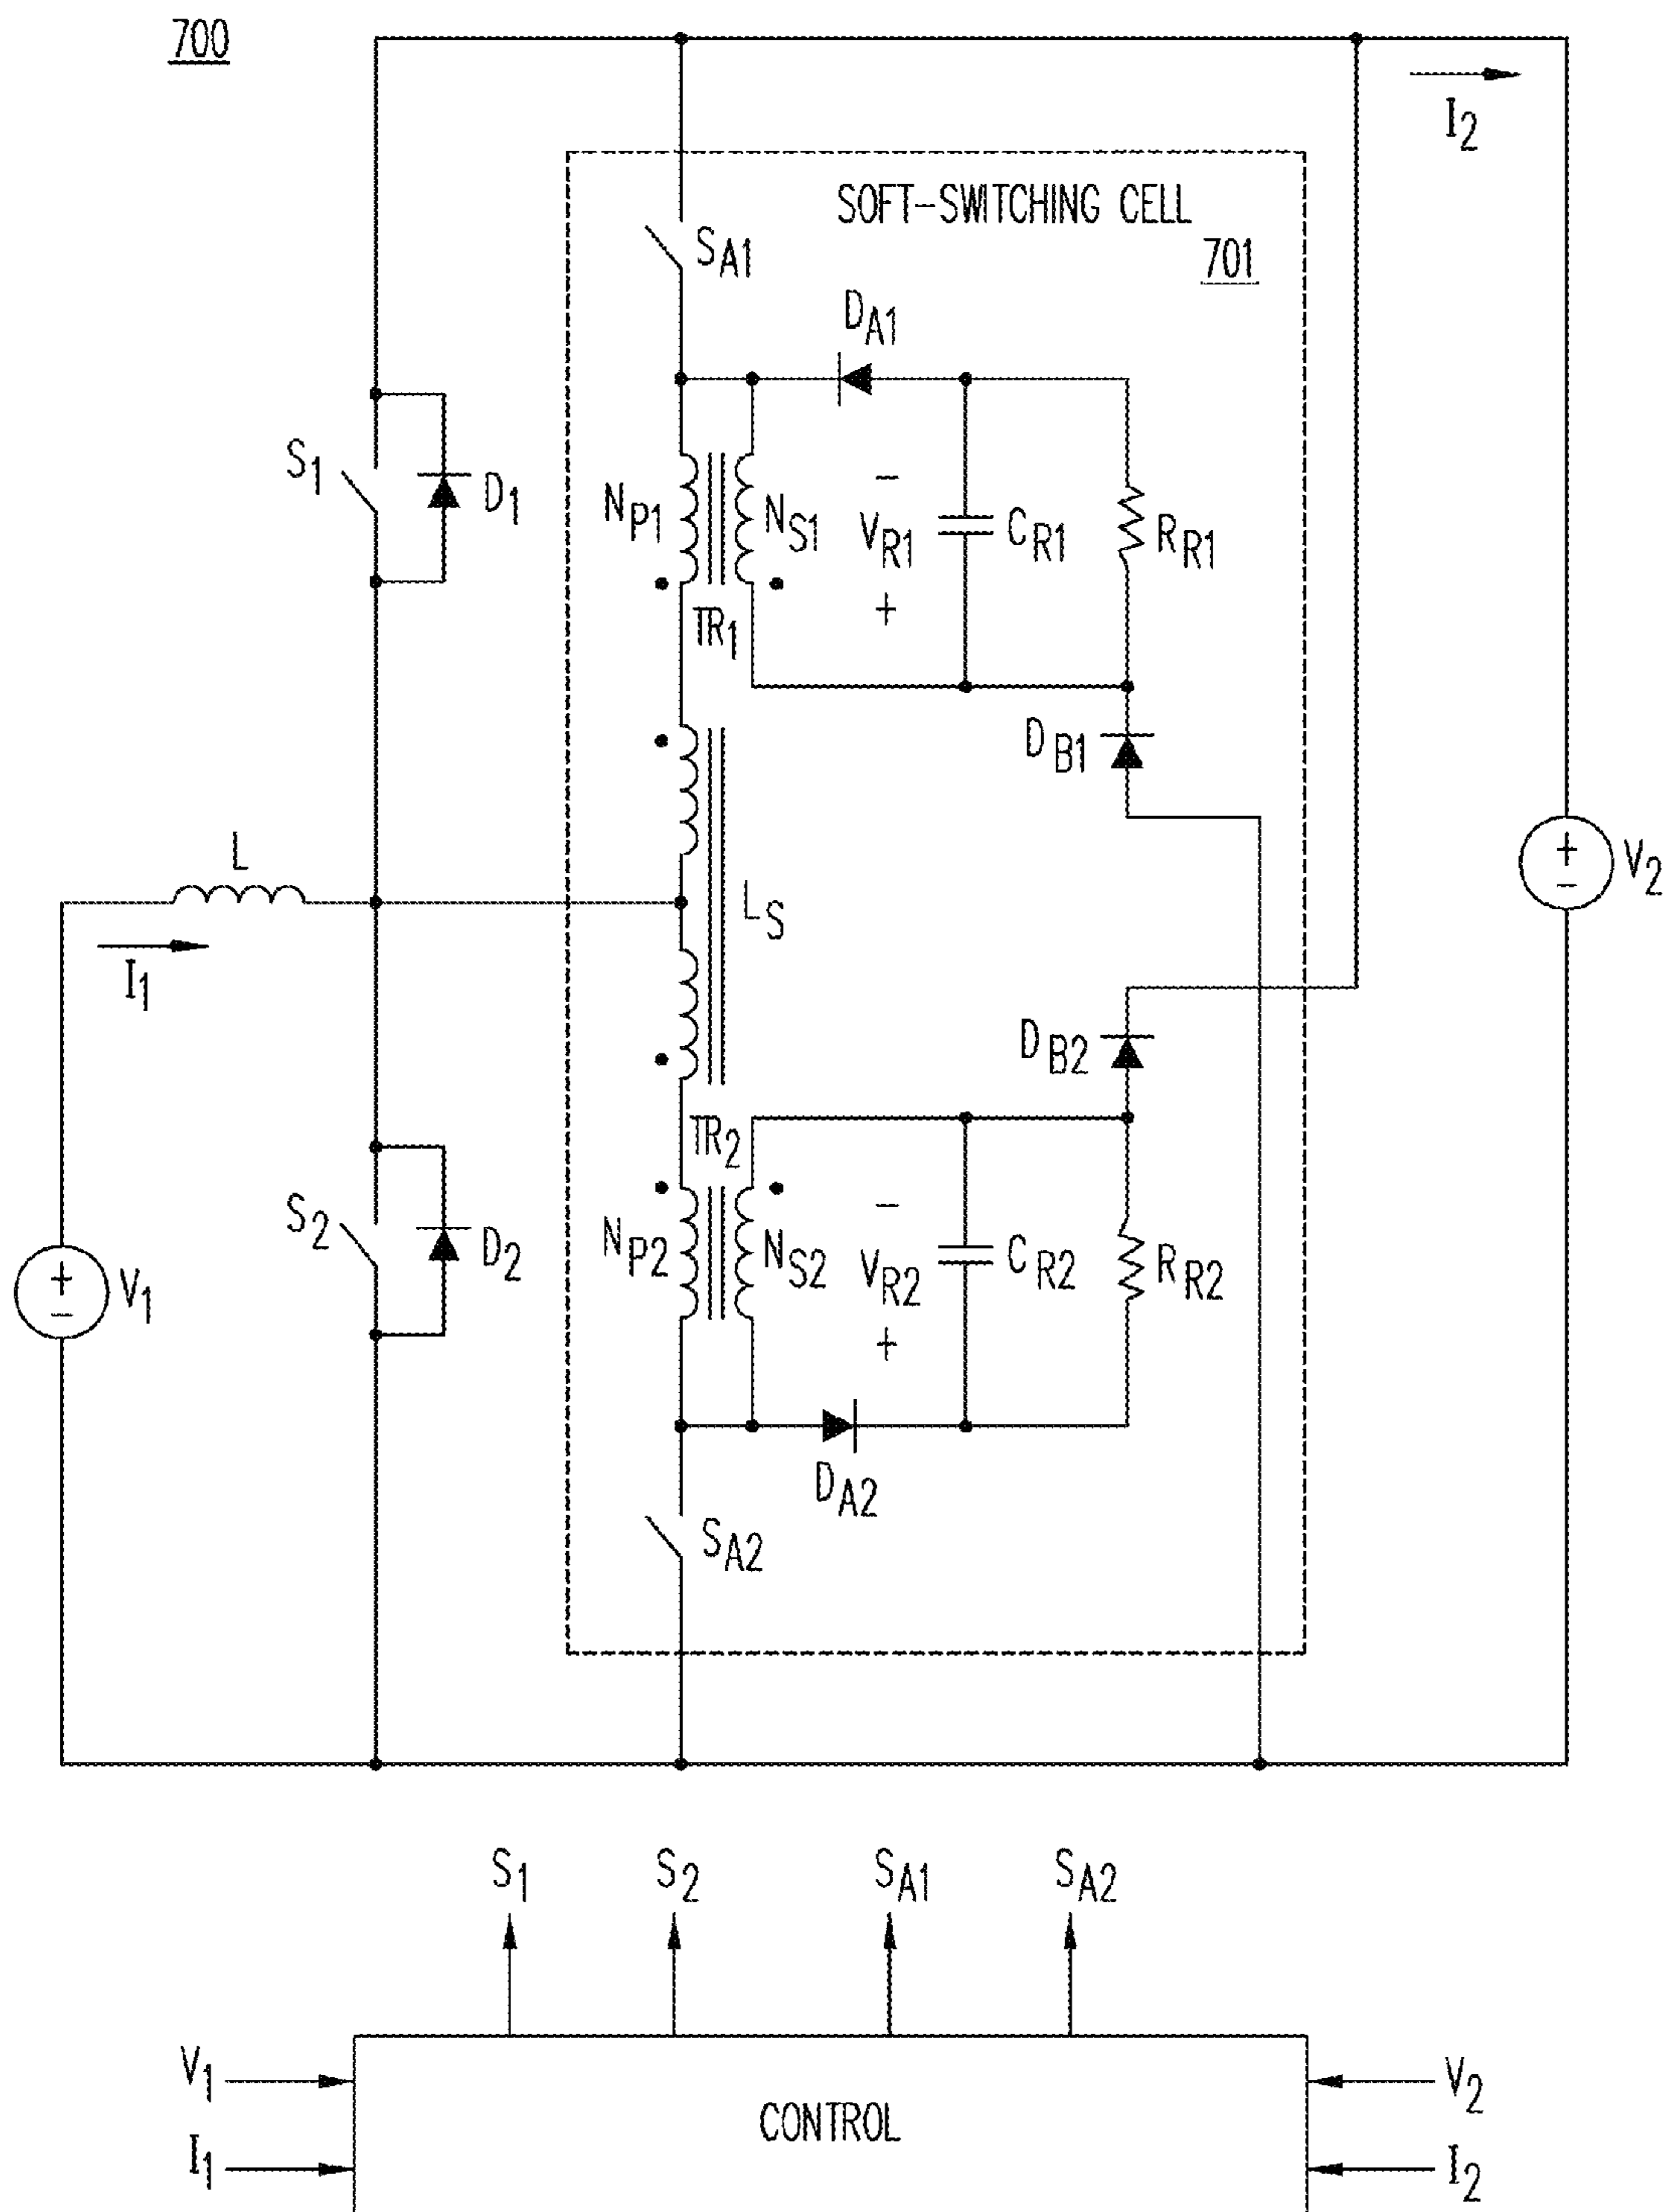 700
I2
SOFT-SWITCHING CELL
701
SA1
DA1
S1
D1
NP1
NS1
−
VR1
+
CR1
RR1
TR1
DB1
L
LS
+
−
V2
I1
DB2
TR2
S2
D2
NP2
NS2
−
VR2
+
CR2
RR2
+
−
V1
DA2
SA2
S1
S2
SA1
SA2
V1
V2
CONTROL
I1
I2